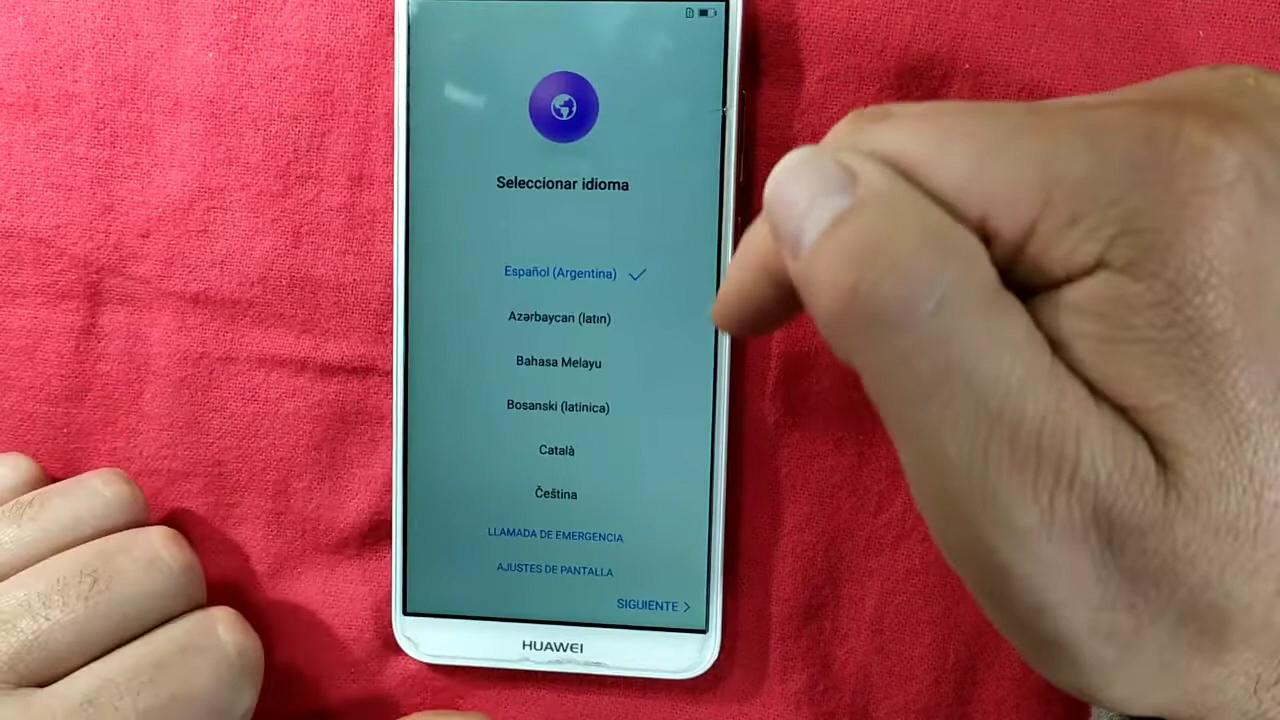 Seleccionar idioma
Español (Argentina)
Azərbaycan (latın)
Bahasa Melayu
Bosanski (latinica)
Català
Čeština
LLAMADA DE EMERGENCIA
AJUSTES DE PANTALLA
SIGUIENTE
HUAWEI